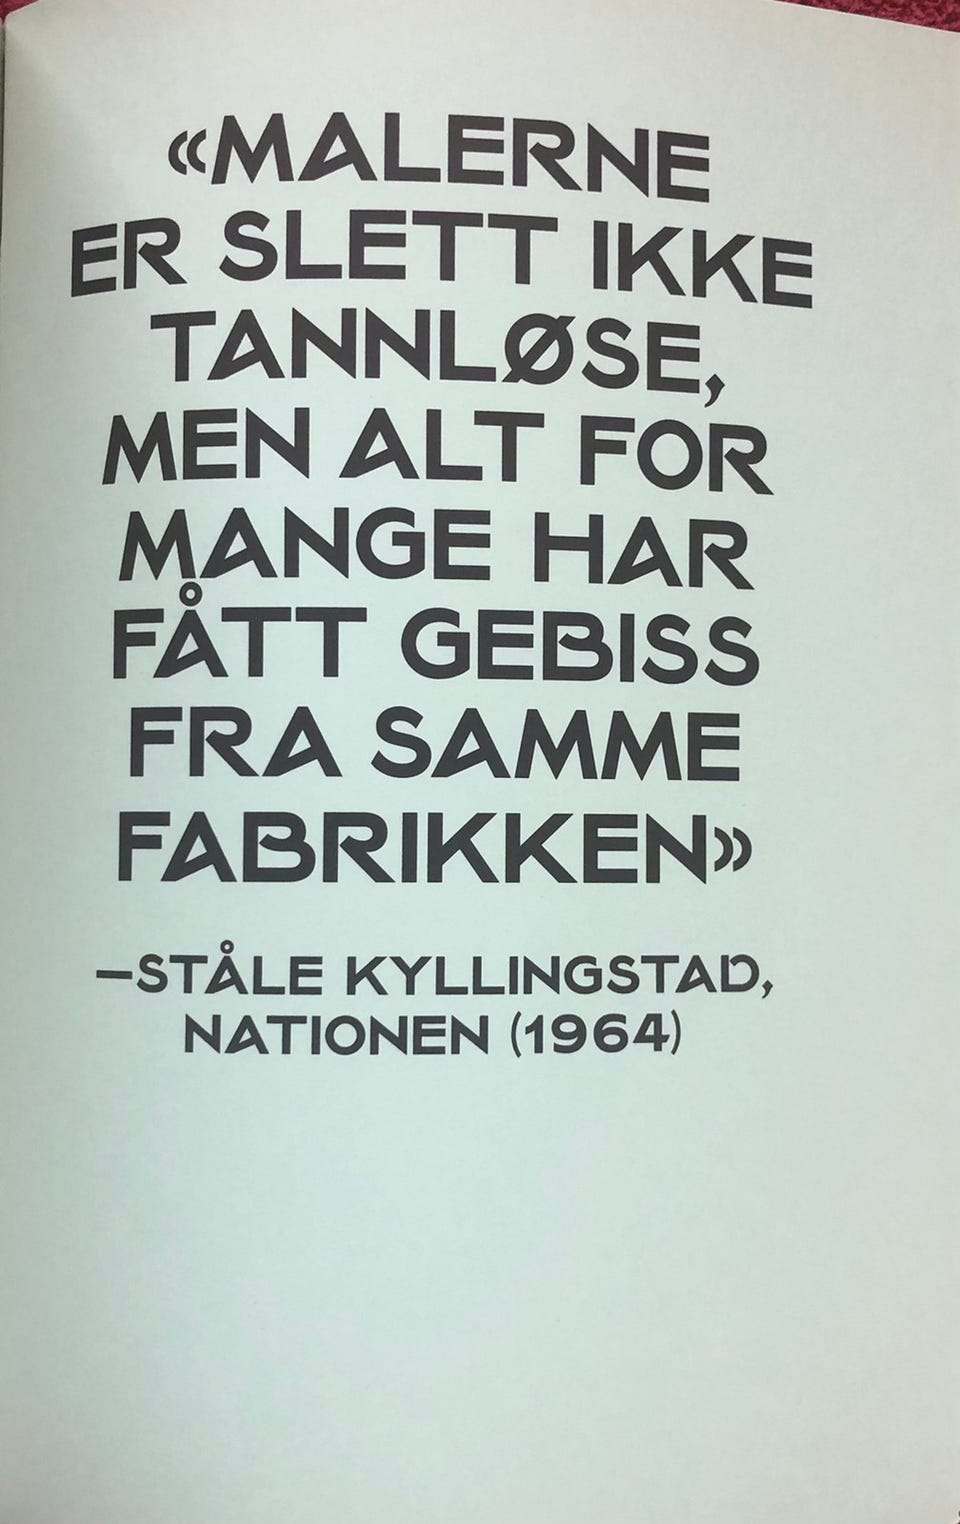 «MALERNE
ER SLETT IKKE
TANNLØSE,
MEN ALT FOR
MANGE HAR
FÅTT GEBISS
FRA SAMME
FABRIKKEN»
—STÅLE KYLLINGSTAD,
NATIONEN (1964)